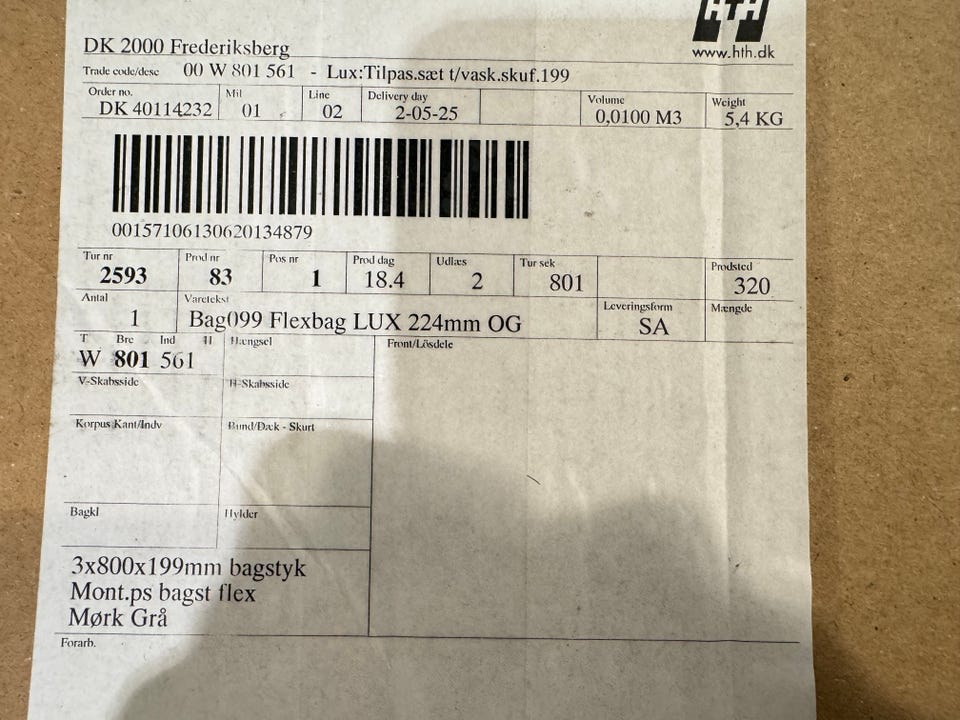 HTH
www.hth.dk
DK 2000 Frederiksberg
Trade code/desc 00 W 801 561 - Lux:Tilpas.sæt t/vask.skuf.199
Order no. Mil Line Delivery day Volume Weight
DK 40114232 01 02 2-05-25 0,0100 M3 5,4 KG
00157106130620134879
Tur nr Prod nr Pos nr Prod dag Udlæs Tur sek Prodsted
2593 83 1 18.4 2 801 320
Antal Varetekst Leveringsform Mængde
1 Bag099 Flexbag LUX 224mm OG SA
T Bre Ind H Hængsel Front/Lösdele
W 801 561
V-Skabsside H-Skabsside
Korpus Kant/Indv Bund/Dæk - Skurt
Bagkl Hylder
3x800x199mm bagstyk
Mont.ps bagst flex
Mørk Grå
Forarb.